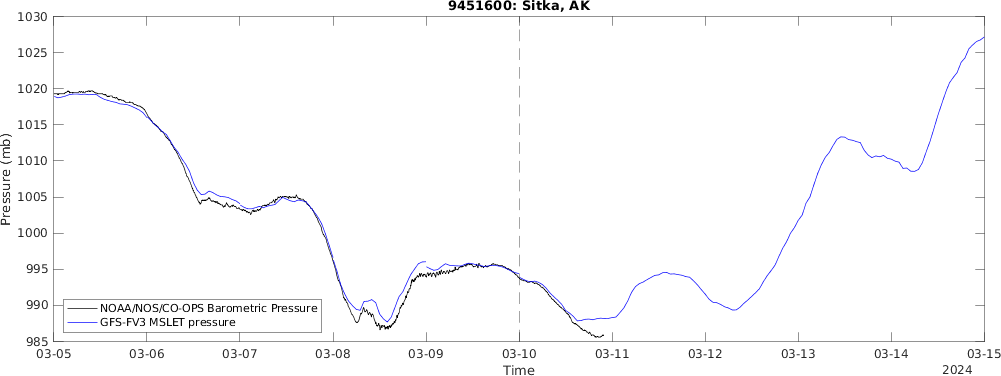 9451600: Sitka, AK
1030
1025
1020
1015
1010
1005
1000
995
990
985
Pressure (mb)
NOAA/NOS/CO-OPS Barometric Pressure
GFS-FV3 MSLET pressure
03-05 03-06 03-07 03-08 03-09 03-10 03-11 03-12 03-13 03-14 03-15
Time
2024